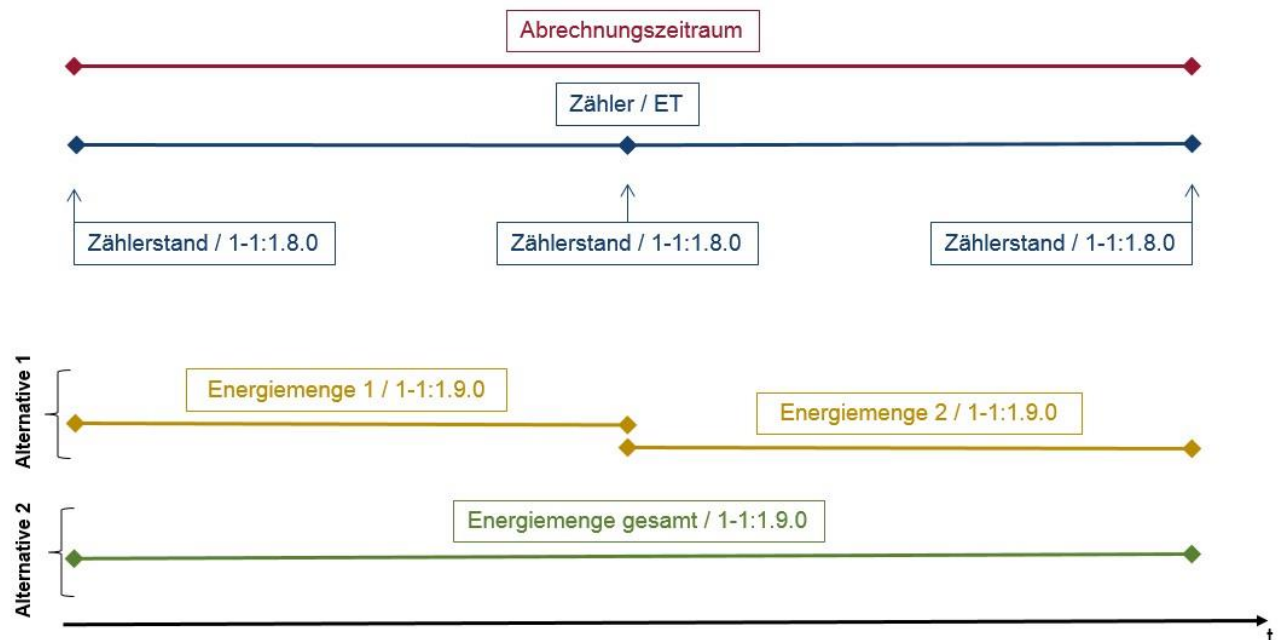 Abrechnungszeitraum
Zähler / ET
Zählerstand / 1-1:1.8.0
Zählerstand / 1-1:1.8.0
Zählerstand / 1-1:1.8.0
Alternative 1
Energiemenge 1 / 1-1:1.9.0
Energiemenge 2 / 1-1:1.9.0
Alternative 2
Energiemenge gesamt / 1-1:1.9.0
t